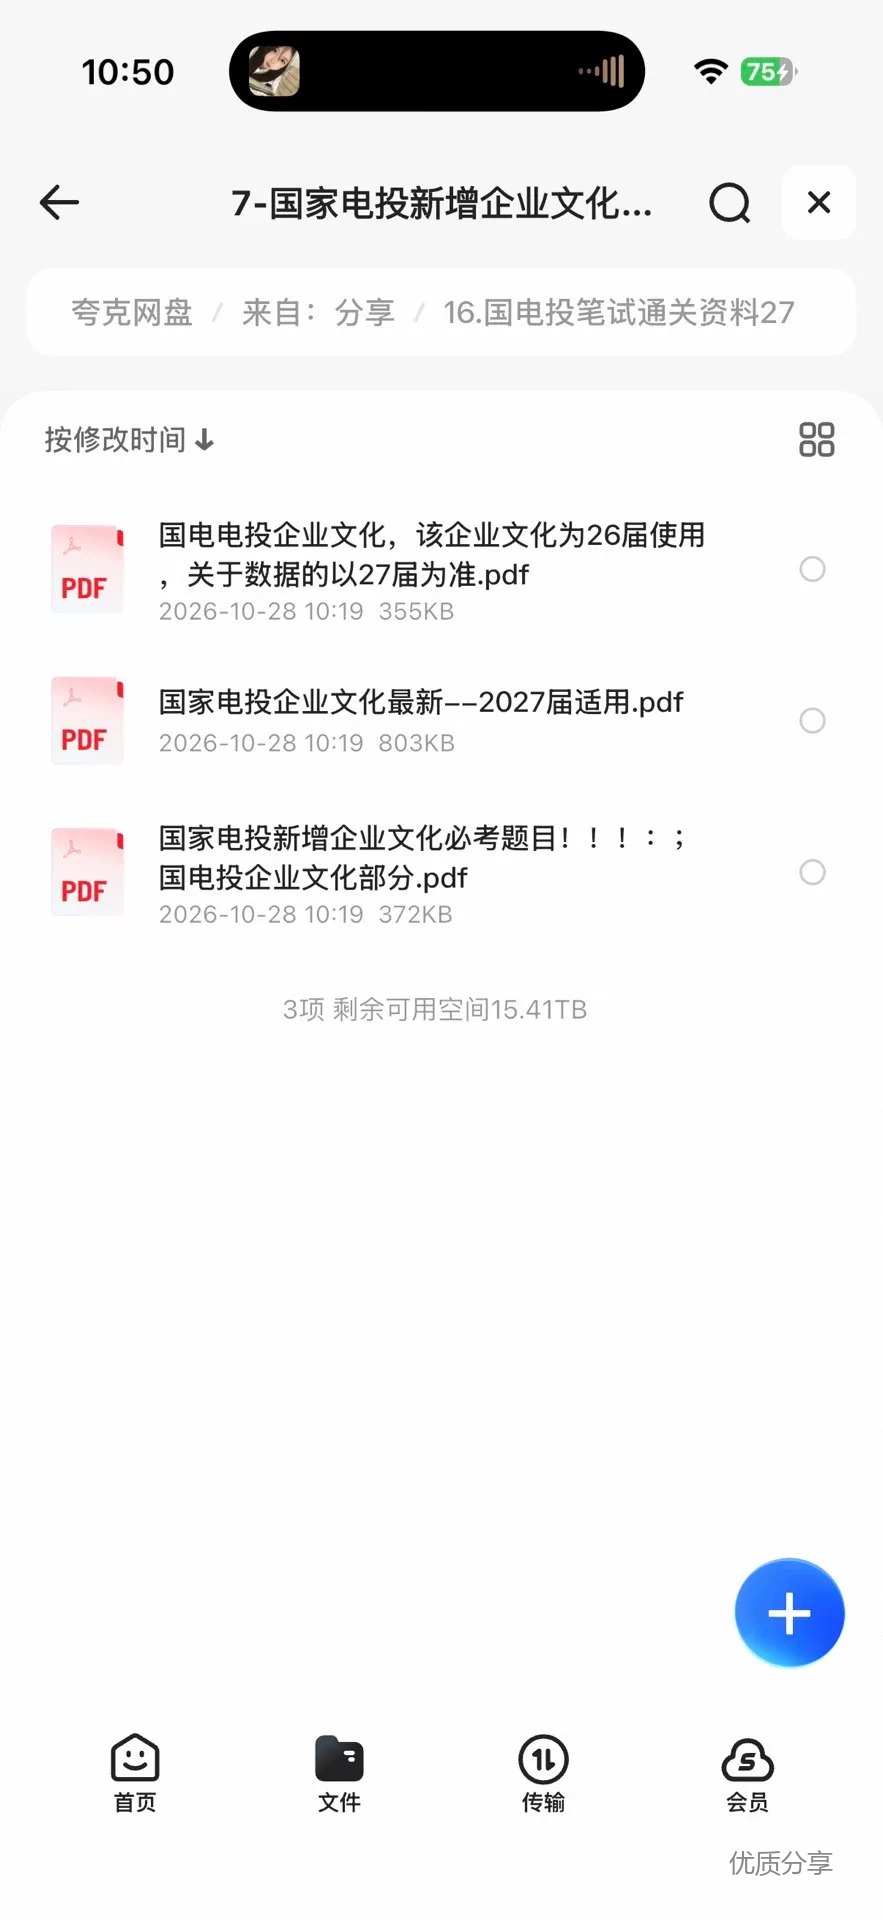 10:50
75
7-国家电投新增企业文化...
夸克网盘 / 来自：分享 / 16.国电投笔试通关资料27
按修改时间↓
国电电投企业文化，该企业文化为26届使用
，关于数据的以27届为准.pdf
PDF
2026-10-28 10:19 355KB
国家电投企业文化最新--2027届适用.pdf
PDF
2026-10-28 10:19 803KB
国家电投新增企业文化必考题目！！！：；
国电投企业文化部分.pdf
PDF
2026-10-28 10:19 372KB
3项 剩余可用空间15.41TB
首页
文件
传输
会员
优质分享